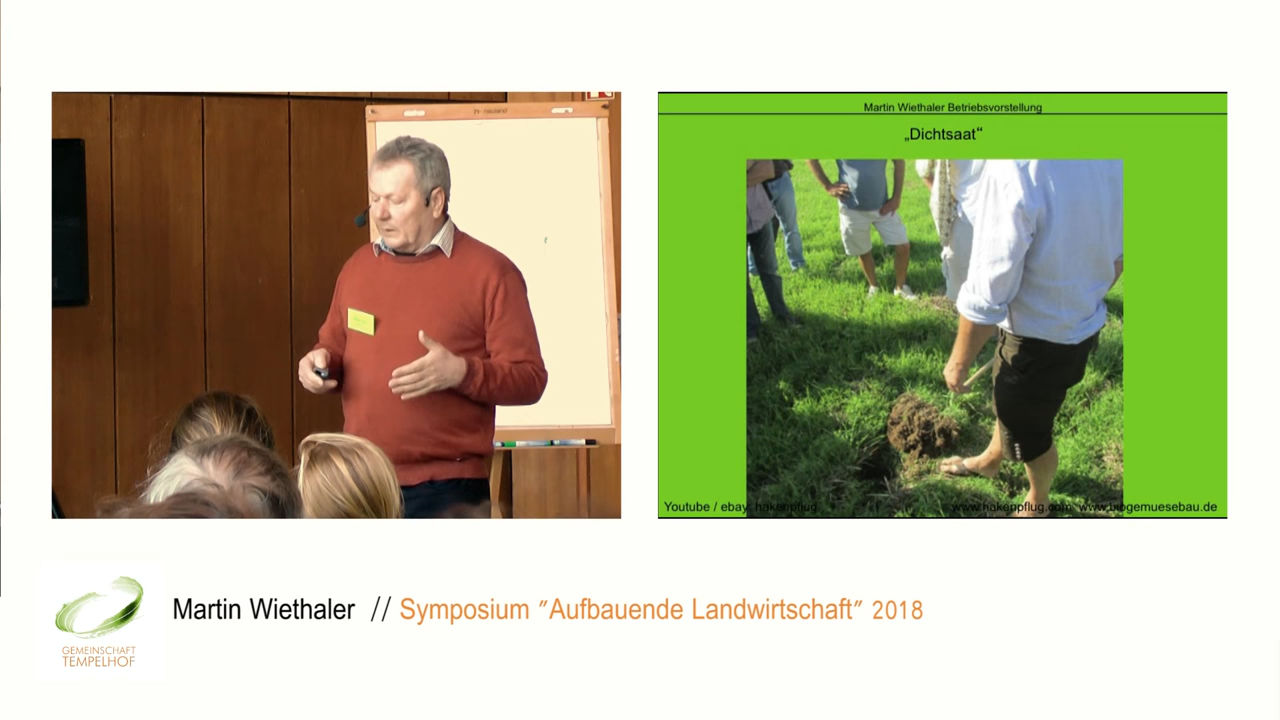 Martin Wiethaler Betriebsvorstellung
„Dichtsaat“
Youtube / ebay: hakenpflug www.hakenpflug.com www.biogemuesebau.de
GEMEINSCHAFT
TEMPELHOF
Martin Wiethaler // Symposium "Aufbauende Landwirtschaft" 2018